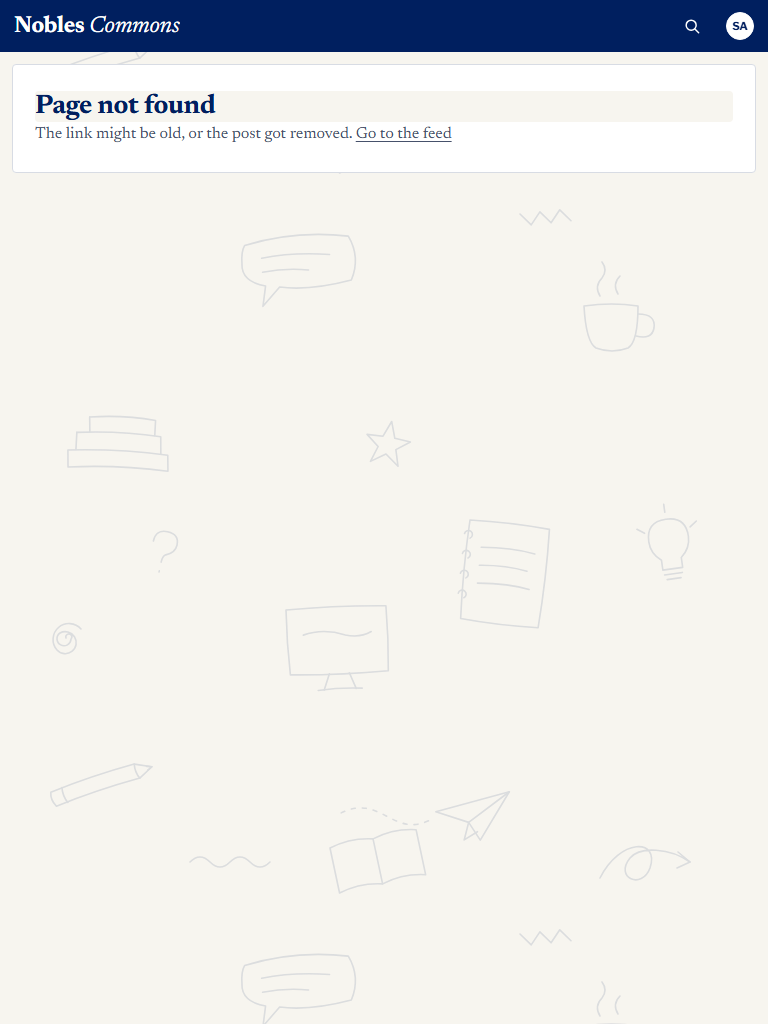 Nobles Commons
SA
Page not found
The link might be old, or the post got removed. Go to the feed
?